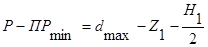 Р – ПР_min = d_max – Z_1 – H_1/2